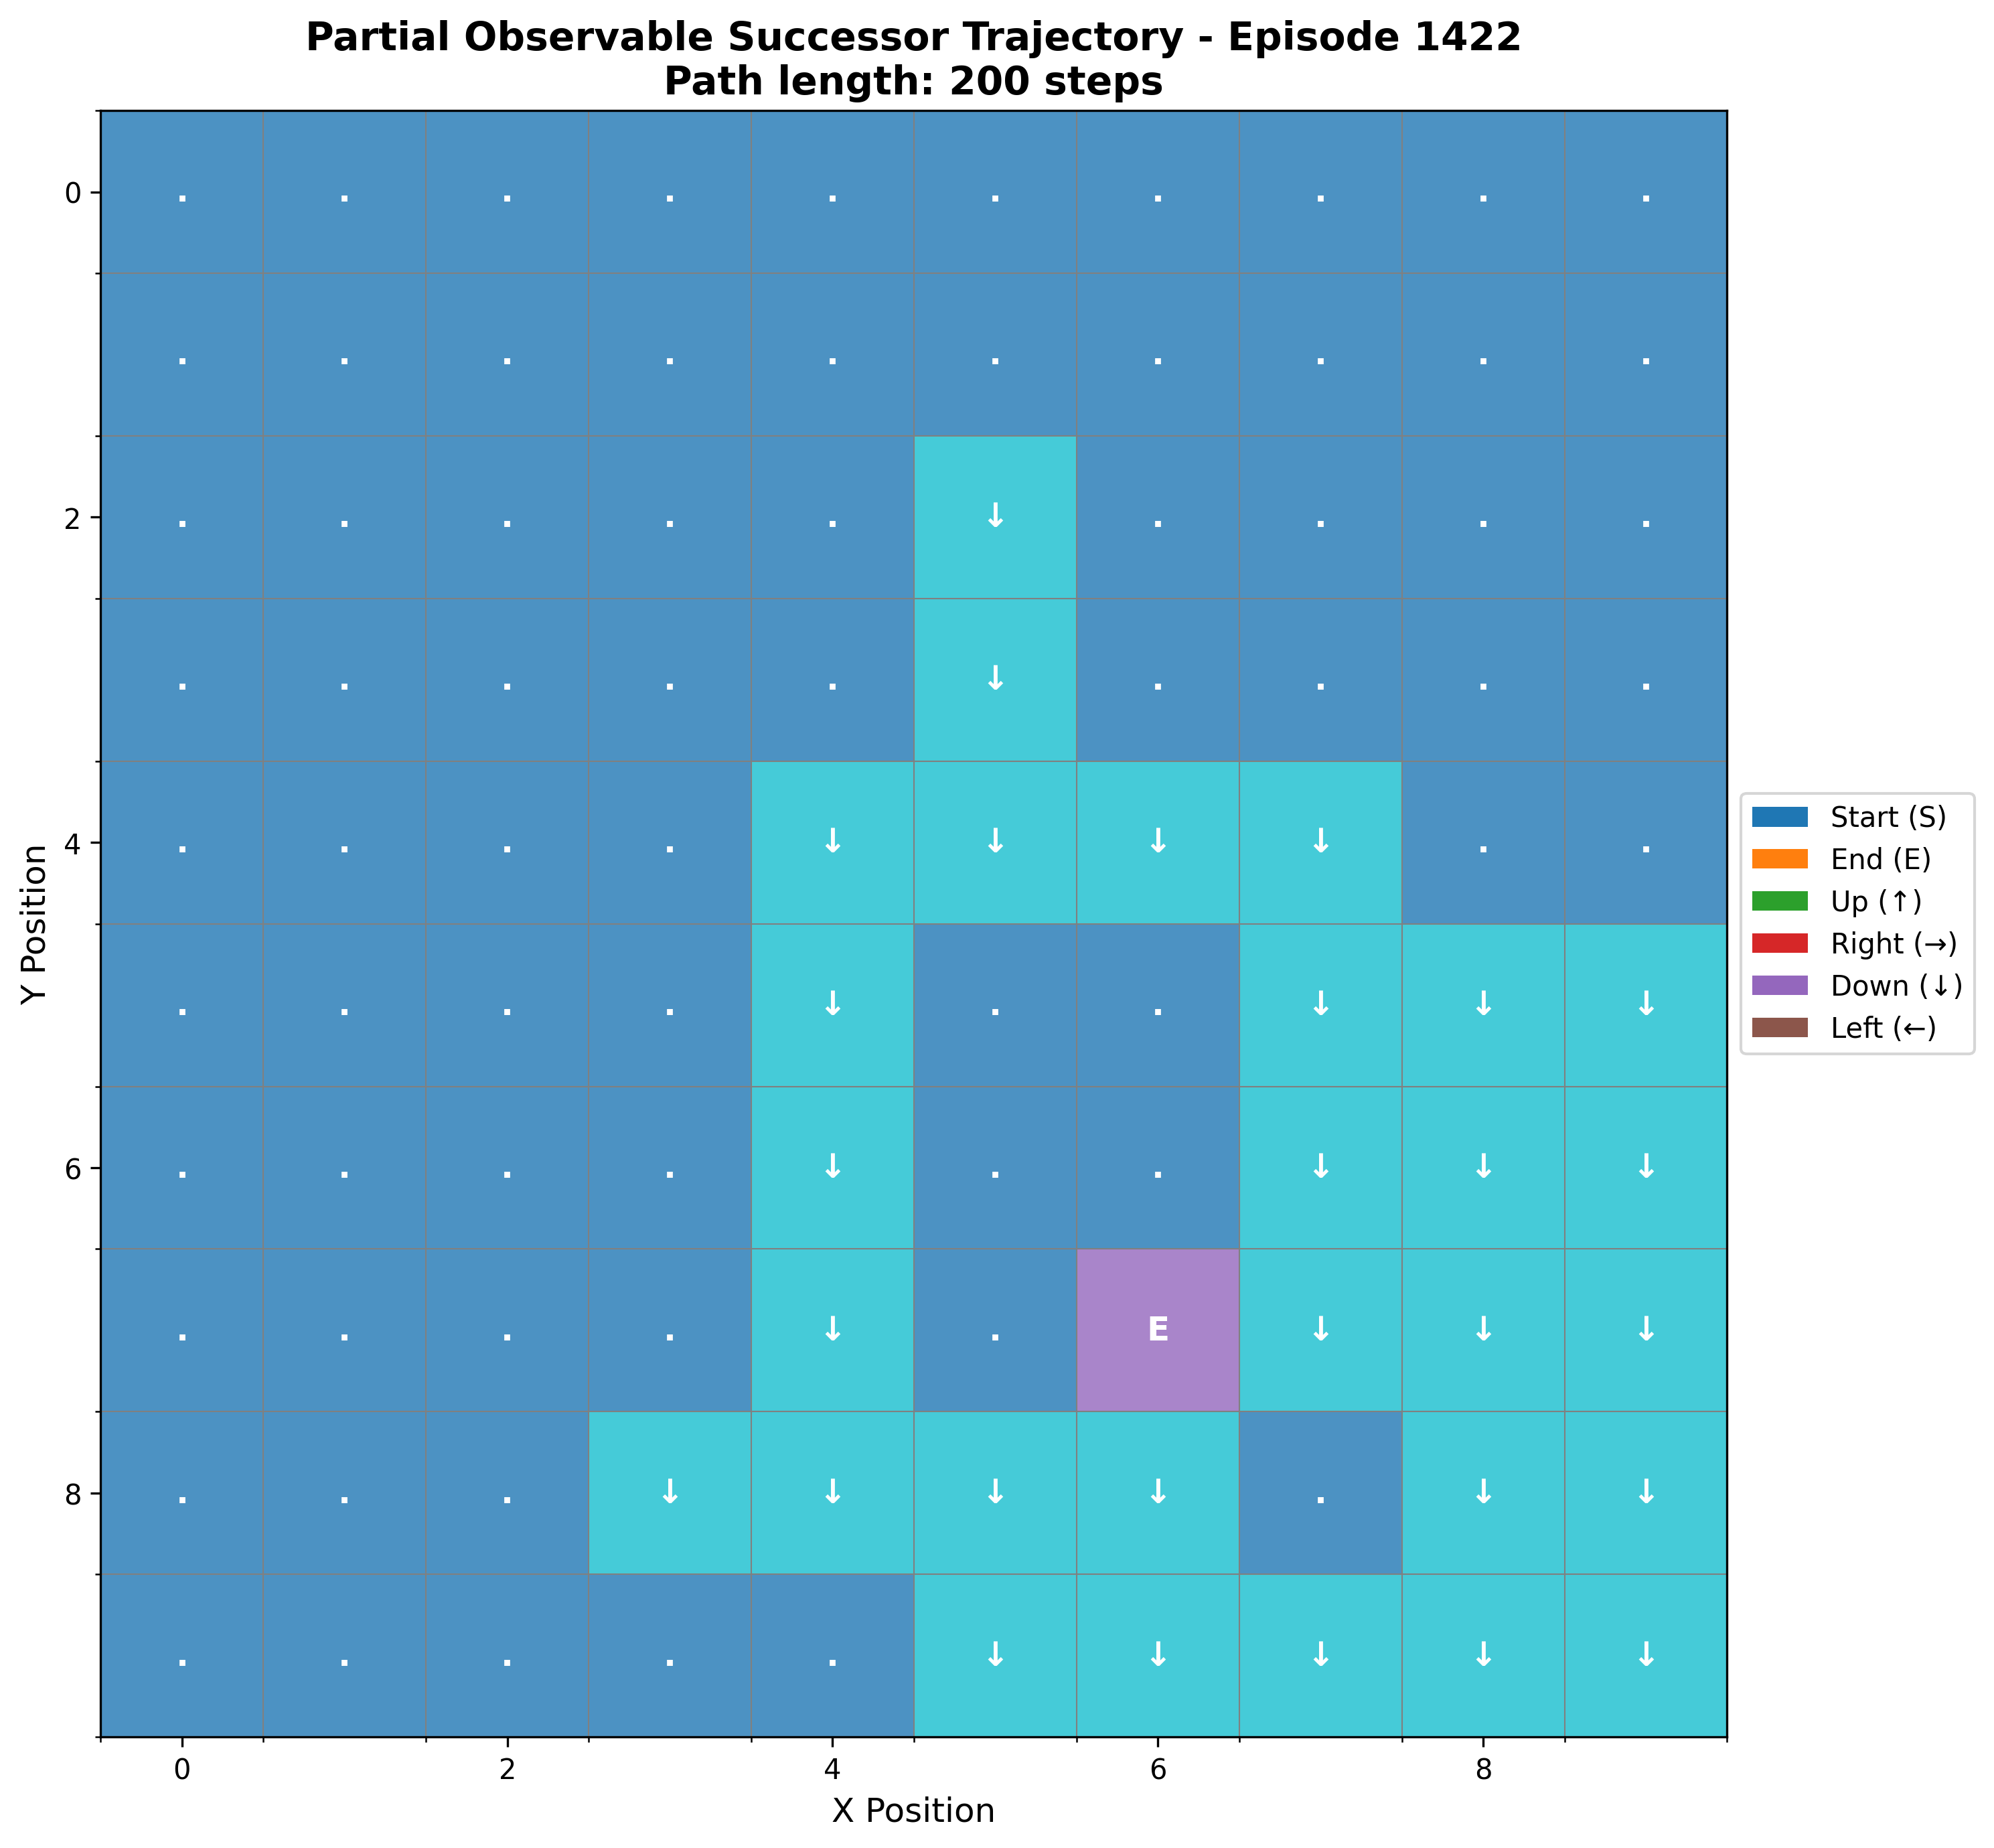 Partial Observable Successor Trajectory - Episode 1422
Path length: 200 steps
0 . . . . . . . . . .
. . . . . . . . . .
2 . . . . . ↓ . . . .
. . . . . ↓ . . . .
4 . . . . ↓ ↓ ↓ ↓ . .
. . . . ↓ . . ↓ ↓ ↓
6 . . . . ↓ . . ↓ ↓ ↓
. . . . ↓ . E ↓ ↓ ↓
8 . . . ↓ ↓ ↓ ↓ . ↓ ↓
. . . . . ↓ ↓ ↓ ↓ ↓
0 2 4 6 8
X Position
Y Position
Start (S)
End (E)
Up (↑)
Right (→)
Down (↓)
Left (←)